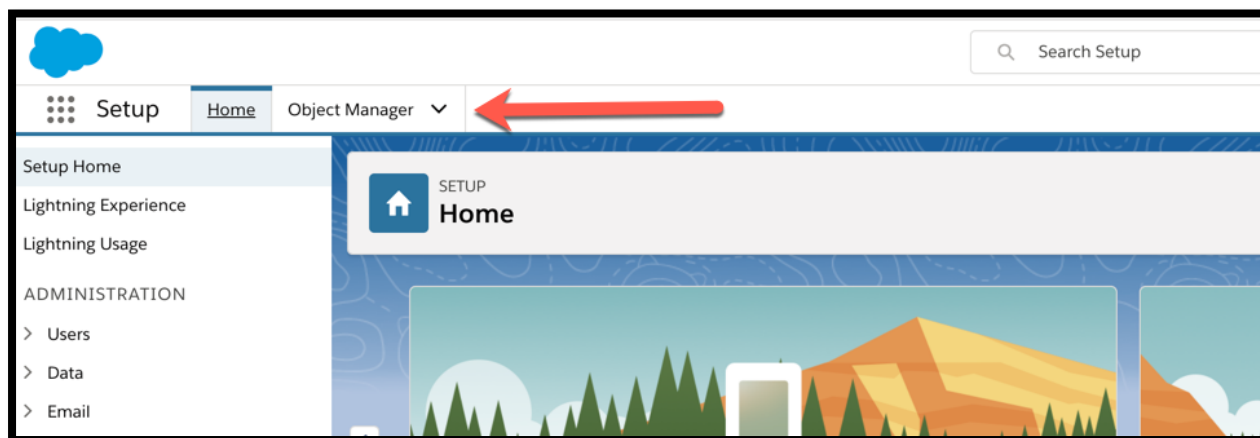 Search Setup
Setup Home Object Manager
Setup Home
Lightning Experience
Lightning Usage
ADMINISTRATION
Users
Data
Email
SETUP
Home